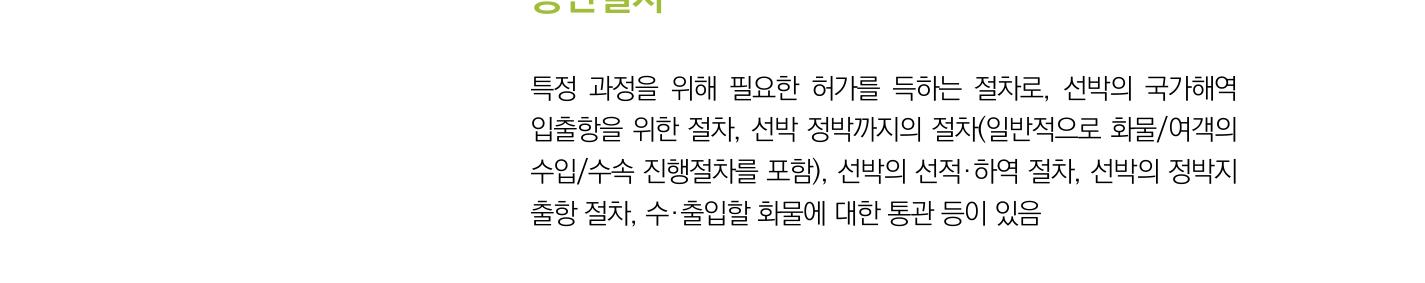 특정 과정을 위해 필요한 허가를 득하는 절차로, 선박의 국가해역
입출항을 위한 절차, 선박 정박까지의 절차(일반적으로 화물/여객의
수입/수속 진행절차를 포함), 선박의 선적·하역 절차, 선박의 정박지
출항 절차, 수·출입할 화물에 대한 통관 등이 있음